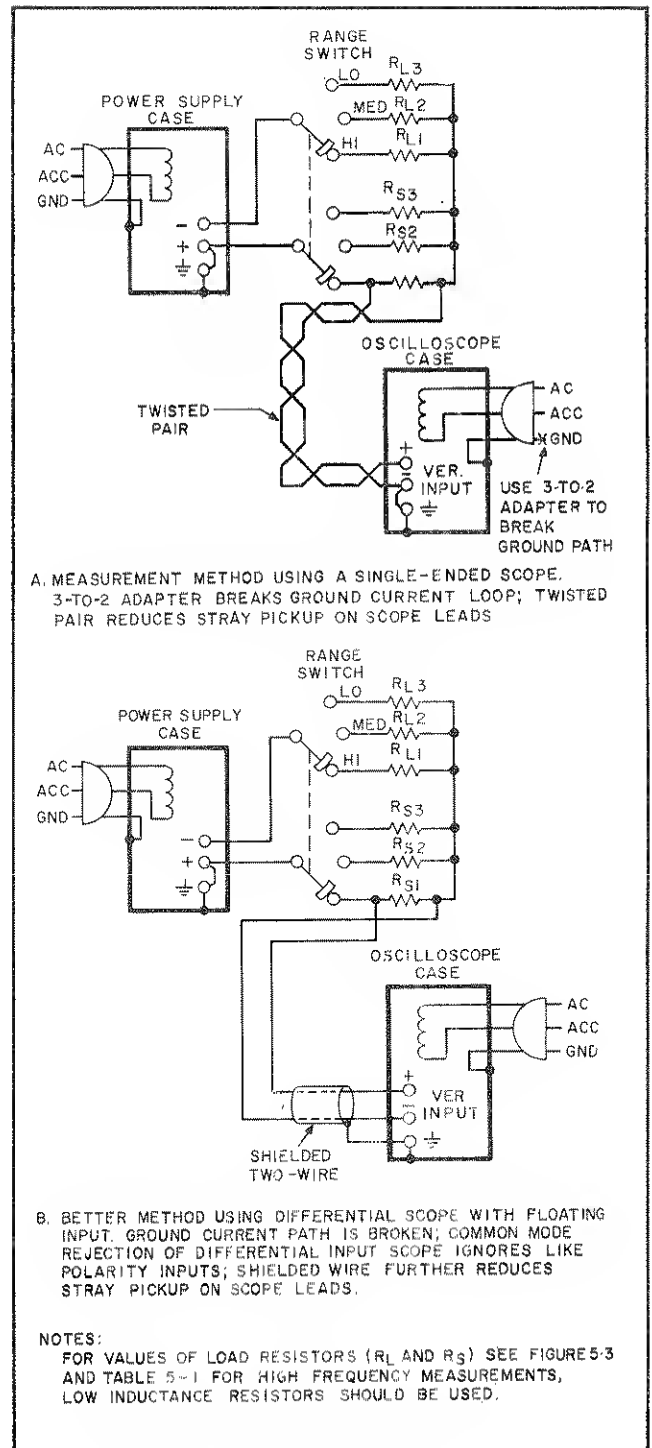 RANGE
SWITCH
LO
RL3
POWER SUPPLY
CASE
MED
RL2
AC
HI
RL1
ACC
GND
RS3
-
RS2
+
OSCILLOSCOPE
CASE
AC
TWISTED
PAIR
ACC
+
GND
-
VER.
INPUT
USE 3-TO-2
ADAPTER TO
BREAK
GROUND PATH
A. MEASUREMENT METHOD USING A SINGLE-ENDED SCOPE.
3-TO-2 ADAPTER BREAKS GROUND CURRENT LOOP; TWISTED
PAIR REDUCES STRAY PICKUP ON SCOPE LEADS
RANGE
SWITCH
LO
RL3
POWER SUPPLY
CASE
MED
RL2
AC
HI
RL1
ACC
GND
RS3
-
RS2
+
RS1
OSCILLOSCOPE
CASE
AC
ACC
GND
+
VER
-
INPUT
SHIELDED
TWO-WIRE
B. BETTER METHOD USING DIFFERENTIAL SCOPE WITH FLOATING
INPUT. GROUND CURRENT PATH IS BROKEN; COMMON MODE
REJECTION OF DIFFERENTIAL INPUT SCOPE IGNORES LIKE
POLARITY INPUTS; SHIELDED WIRE FURTHER REDUCES
STRAY PICKUP ON SCOPE LEADS.
NOTES:
FOR VALUES OF LOAD RESISTORS (RL AND RS) SEE FIGURE 5-3
AND TABLE 5-1 FOR HIGH FREQUENCY MEASUREMENTS,
LOW INDUCTANCE RESISTORS SHOULD BE USED.